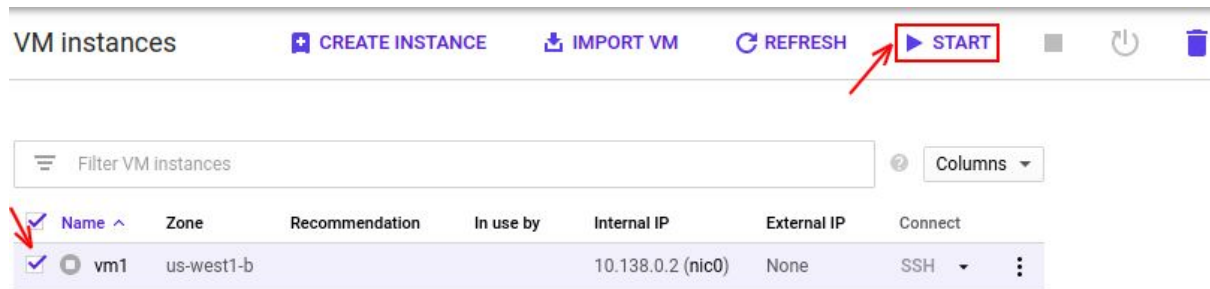 VM instances CREATE INSTANCE IMPORT VM REFRESH START
Filter VM instances Columns
Name Zone Recommendation In use by Internal IP External IP Connect
vm1 us-west1-b 10.138.0.2 (nic0) None SSH